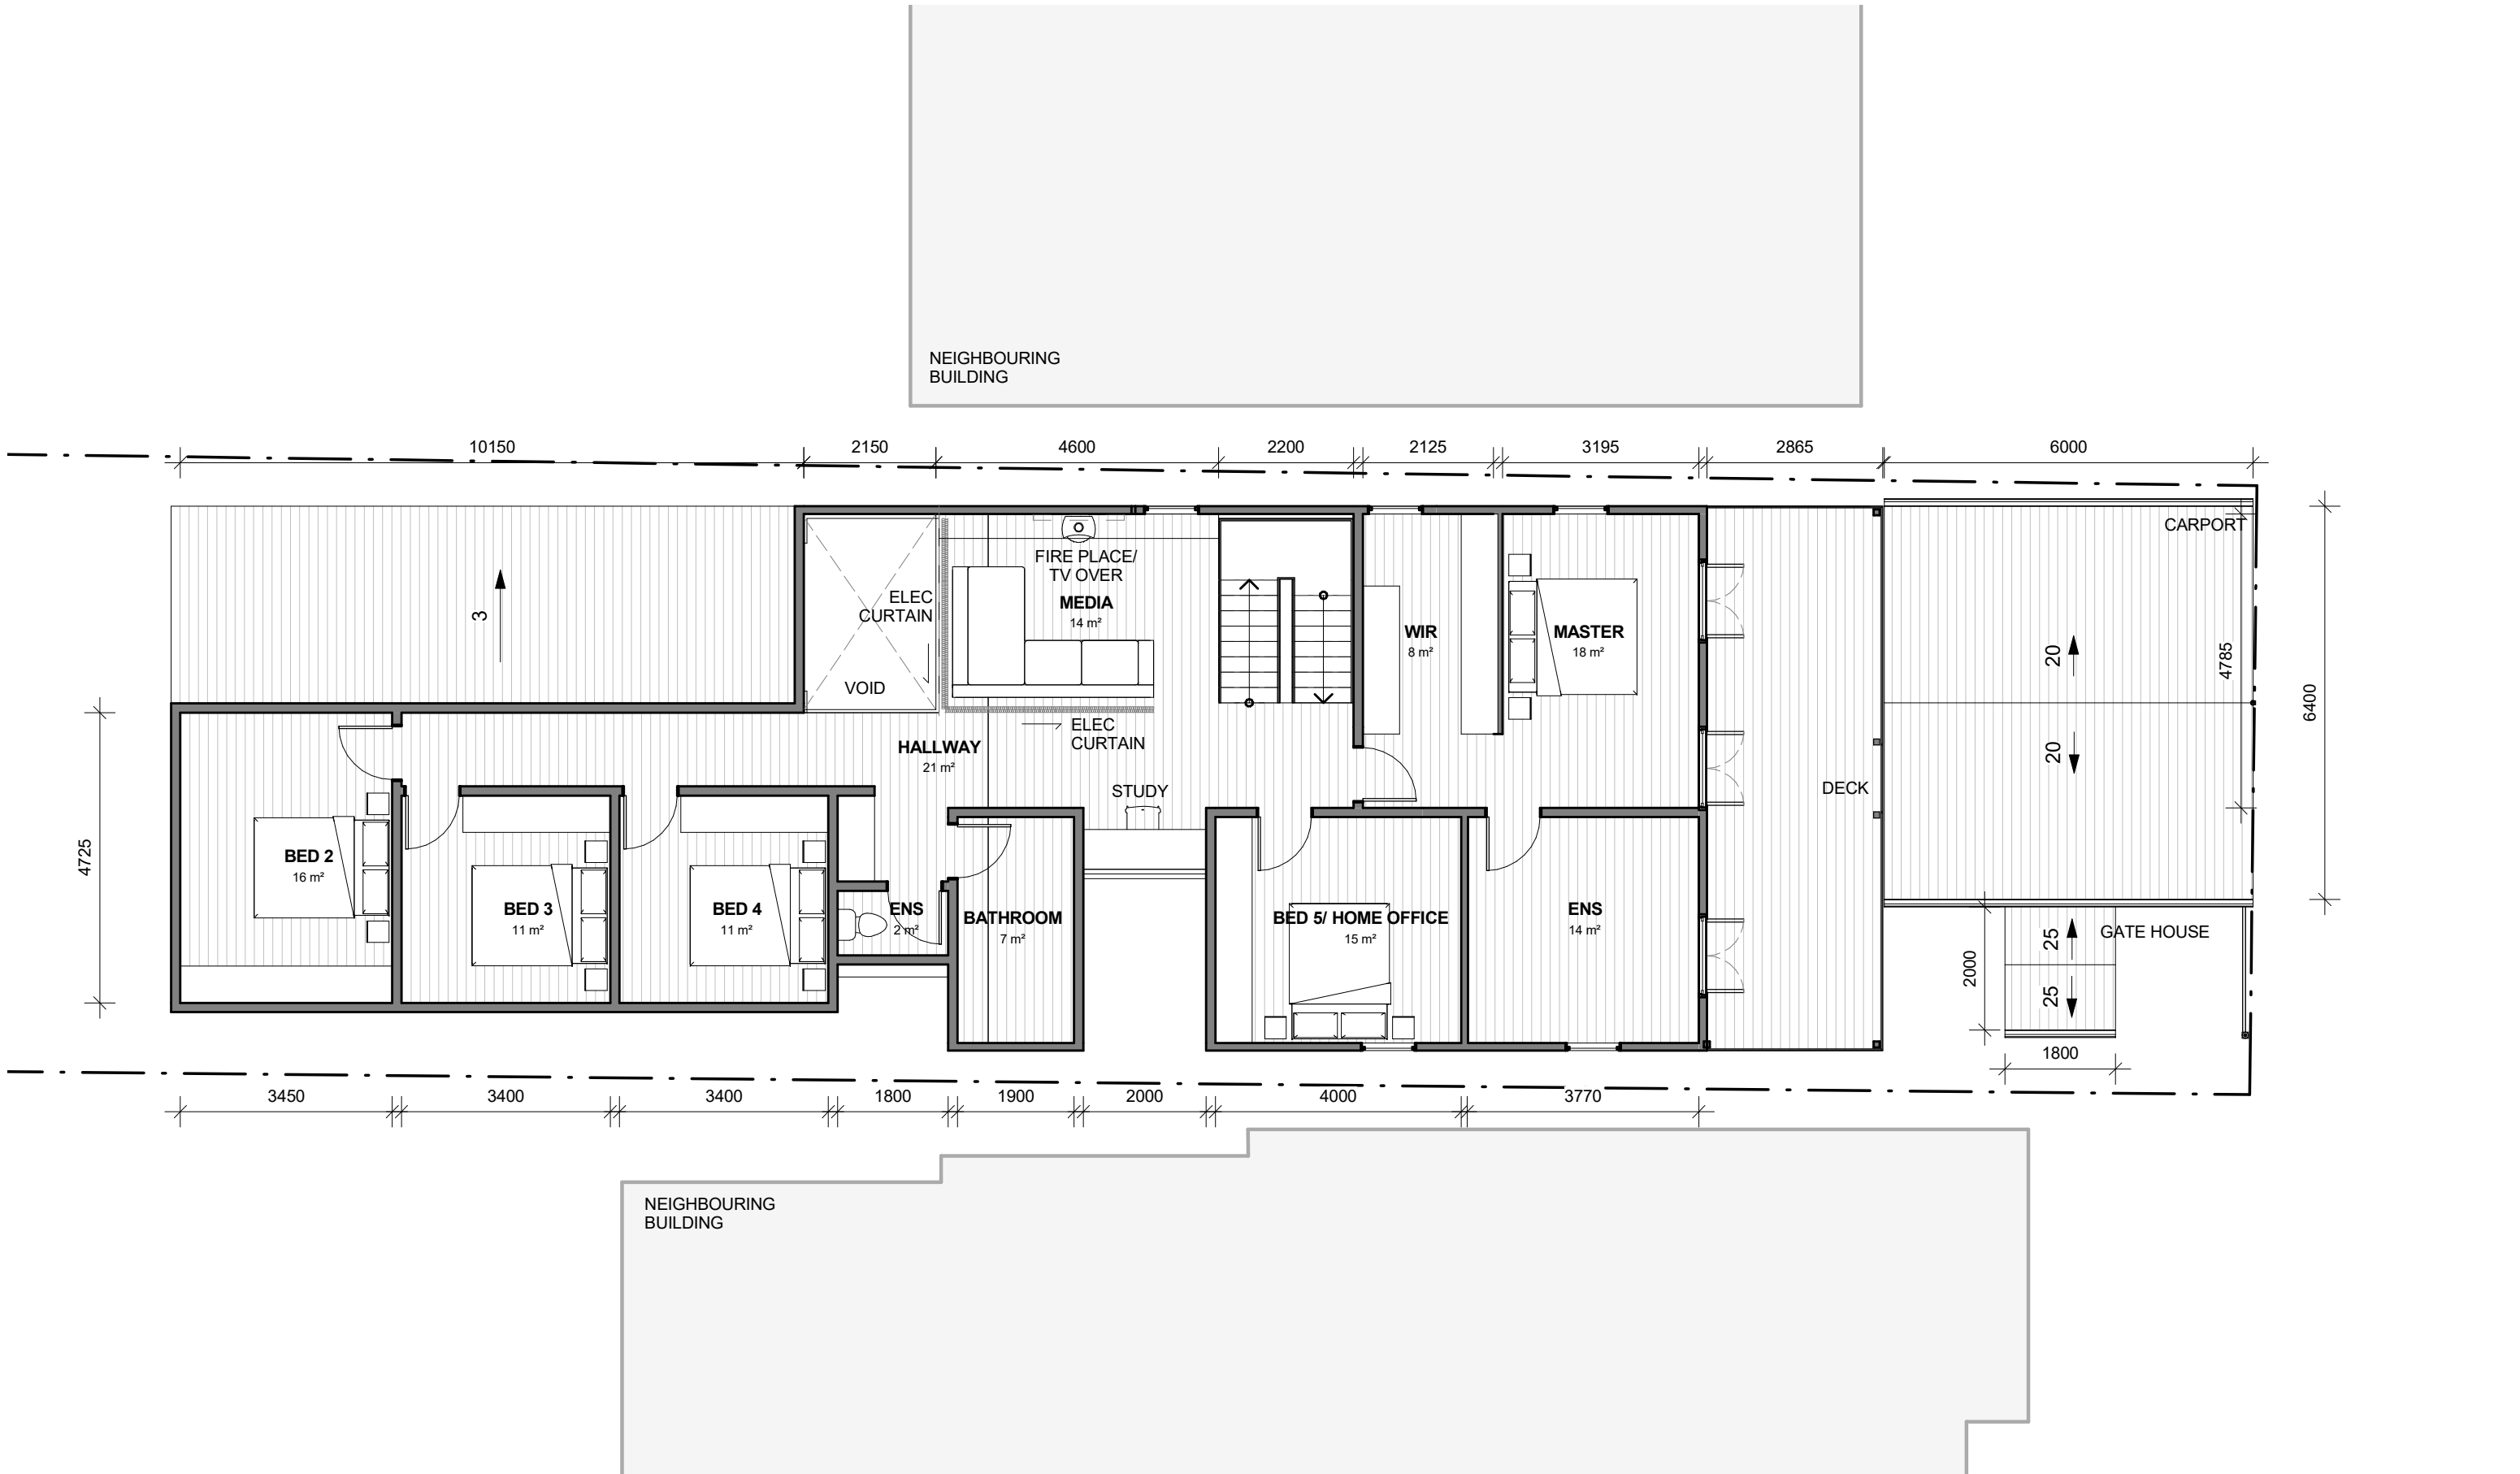 NEIGHBOURING
BUILDING
10150
2150
4600
2200
2125
3195
2865
6000
CARPORT
FIRE PLACE/
TV OVER
MEDIA
14 m²
ELEC
CURTAIN
VOID
3
WIR
8 m²
MASTER
18 m²
20
20
4785
6400
ELEC
CURTAIN
HALLWAY
21 m²
STUDY
DECK
4725
BED 2
16 m²
BED 3
11 m²
BED 4
11 m²
ENS
2 m²
BATHROOM
7 m²
BED 5/ HOME OFFICE
15 m²
ENS
14 m²
GATE HOUSE
25
25
2000
1800
3450
3400
3400
1800
1900
2000
4000
3770
NEIGHBOURING
BUILDING